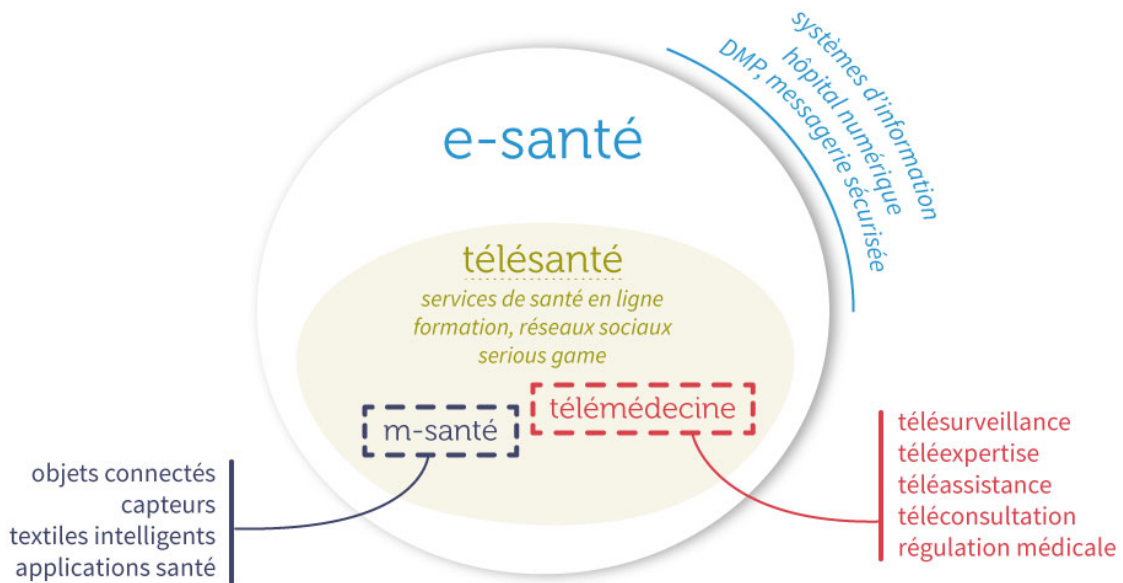 systèmes d'information
hôpital numérique
DMP, messagerie sécurisée
e-santé
télésanté
services de santé en ligne
formation, réseaux sociaux
serious game
télémédecine
m-santé
objets connectés
capteurs
textiles intelligents
applications santé
télésurveillance
téléexpertise
téléassistance
téléconsultation
régulation médicale